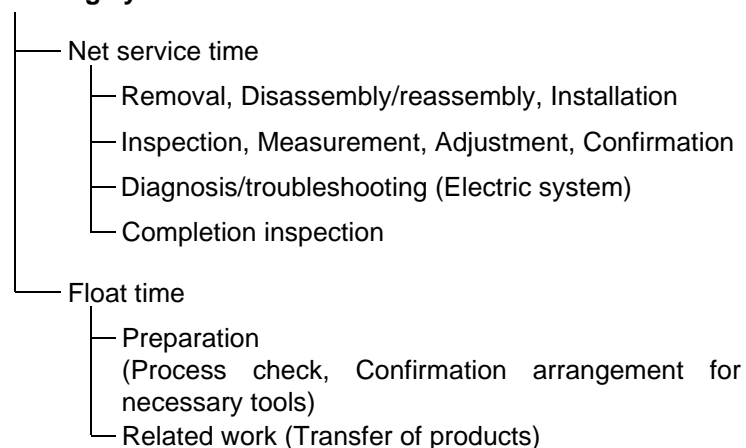 Net service time
Removal, Disassembly/reassembly, Installation
Inspection, Measurement, Adjustment, Confirmation
Diagnosis/troubleshooting (Electric system)
Completion inspection
Float time
Preparation
(Process check, Confirmation arrangement for
necessary tools)
Related work (Transfer of products)